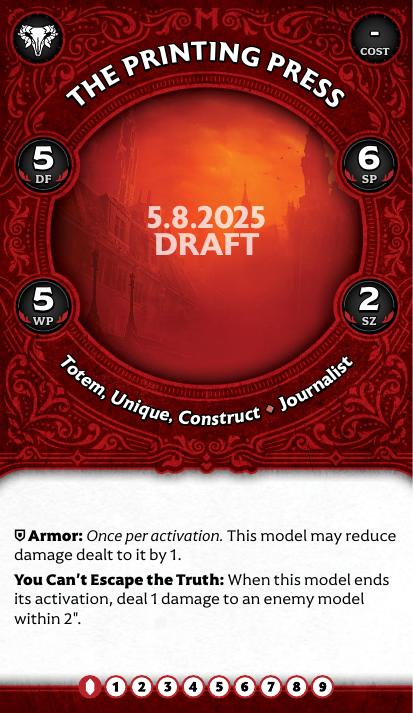 -
COST
THE PRINTING PRESS
5
DF
6
SP
5.8.2025
DRAFT
5
WP
2
SZ
Totem, Unique, Construct ◆ Journalist
Armor: Once per activation. This model may reduce
damage dealt to it by 1.
You Can't Escape the Truth: When this model ends
its activation, deal 1 damage to an enemy model
within 2".
1 2 3 4 5 6 7 8 9